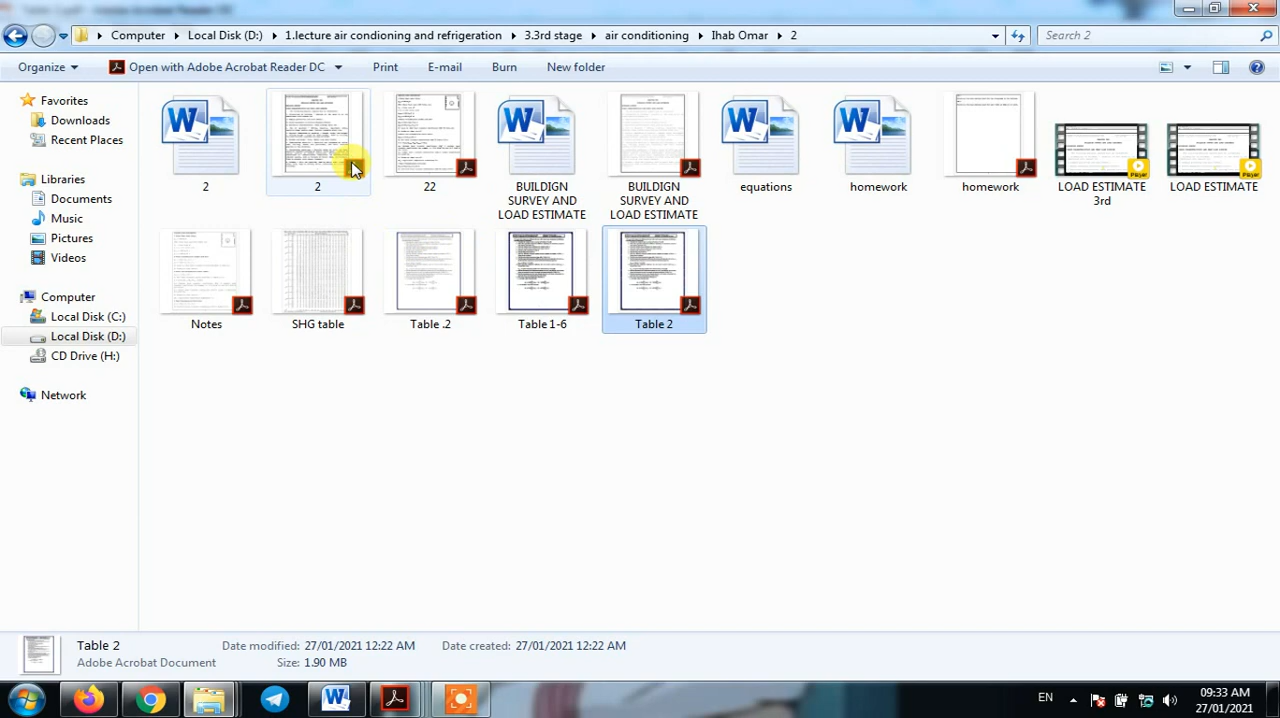 Computer Local Disk (D:) 1.lecture air condioning and refrigeration 3.3rd stage air conditioning Ihab Omar 2 Search 2
Organize Open with Adobe Acrobat Reader DC Print E-mail Burn New folder
Favorites
Downloads
Recent Places
Libraries
Documents
Music
Pictures
Videos
Computer
Local Disk (C:)
Local Disk (D:)
CD Drive (H:)
Network
2
2
22
BUILDIGN
SURVEY AND
LOAD ESTIMATE
BUILDIGN
SURVEY AND
LOAD ESTIMATE
equations
homework
homework
LOAD ESTIMATE
3rd
LOAD ESTIMATE
Notes
SHG table
Table .2
Table 1-6
Table 2
Table 2 Date modified: 27/01/2021 12:22 AM Date created: 27/01/2021 12:22 AM
Adobe Acrobat Document Size: 1.90 MB
EN 09:33 AM
27/01/2021